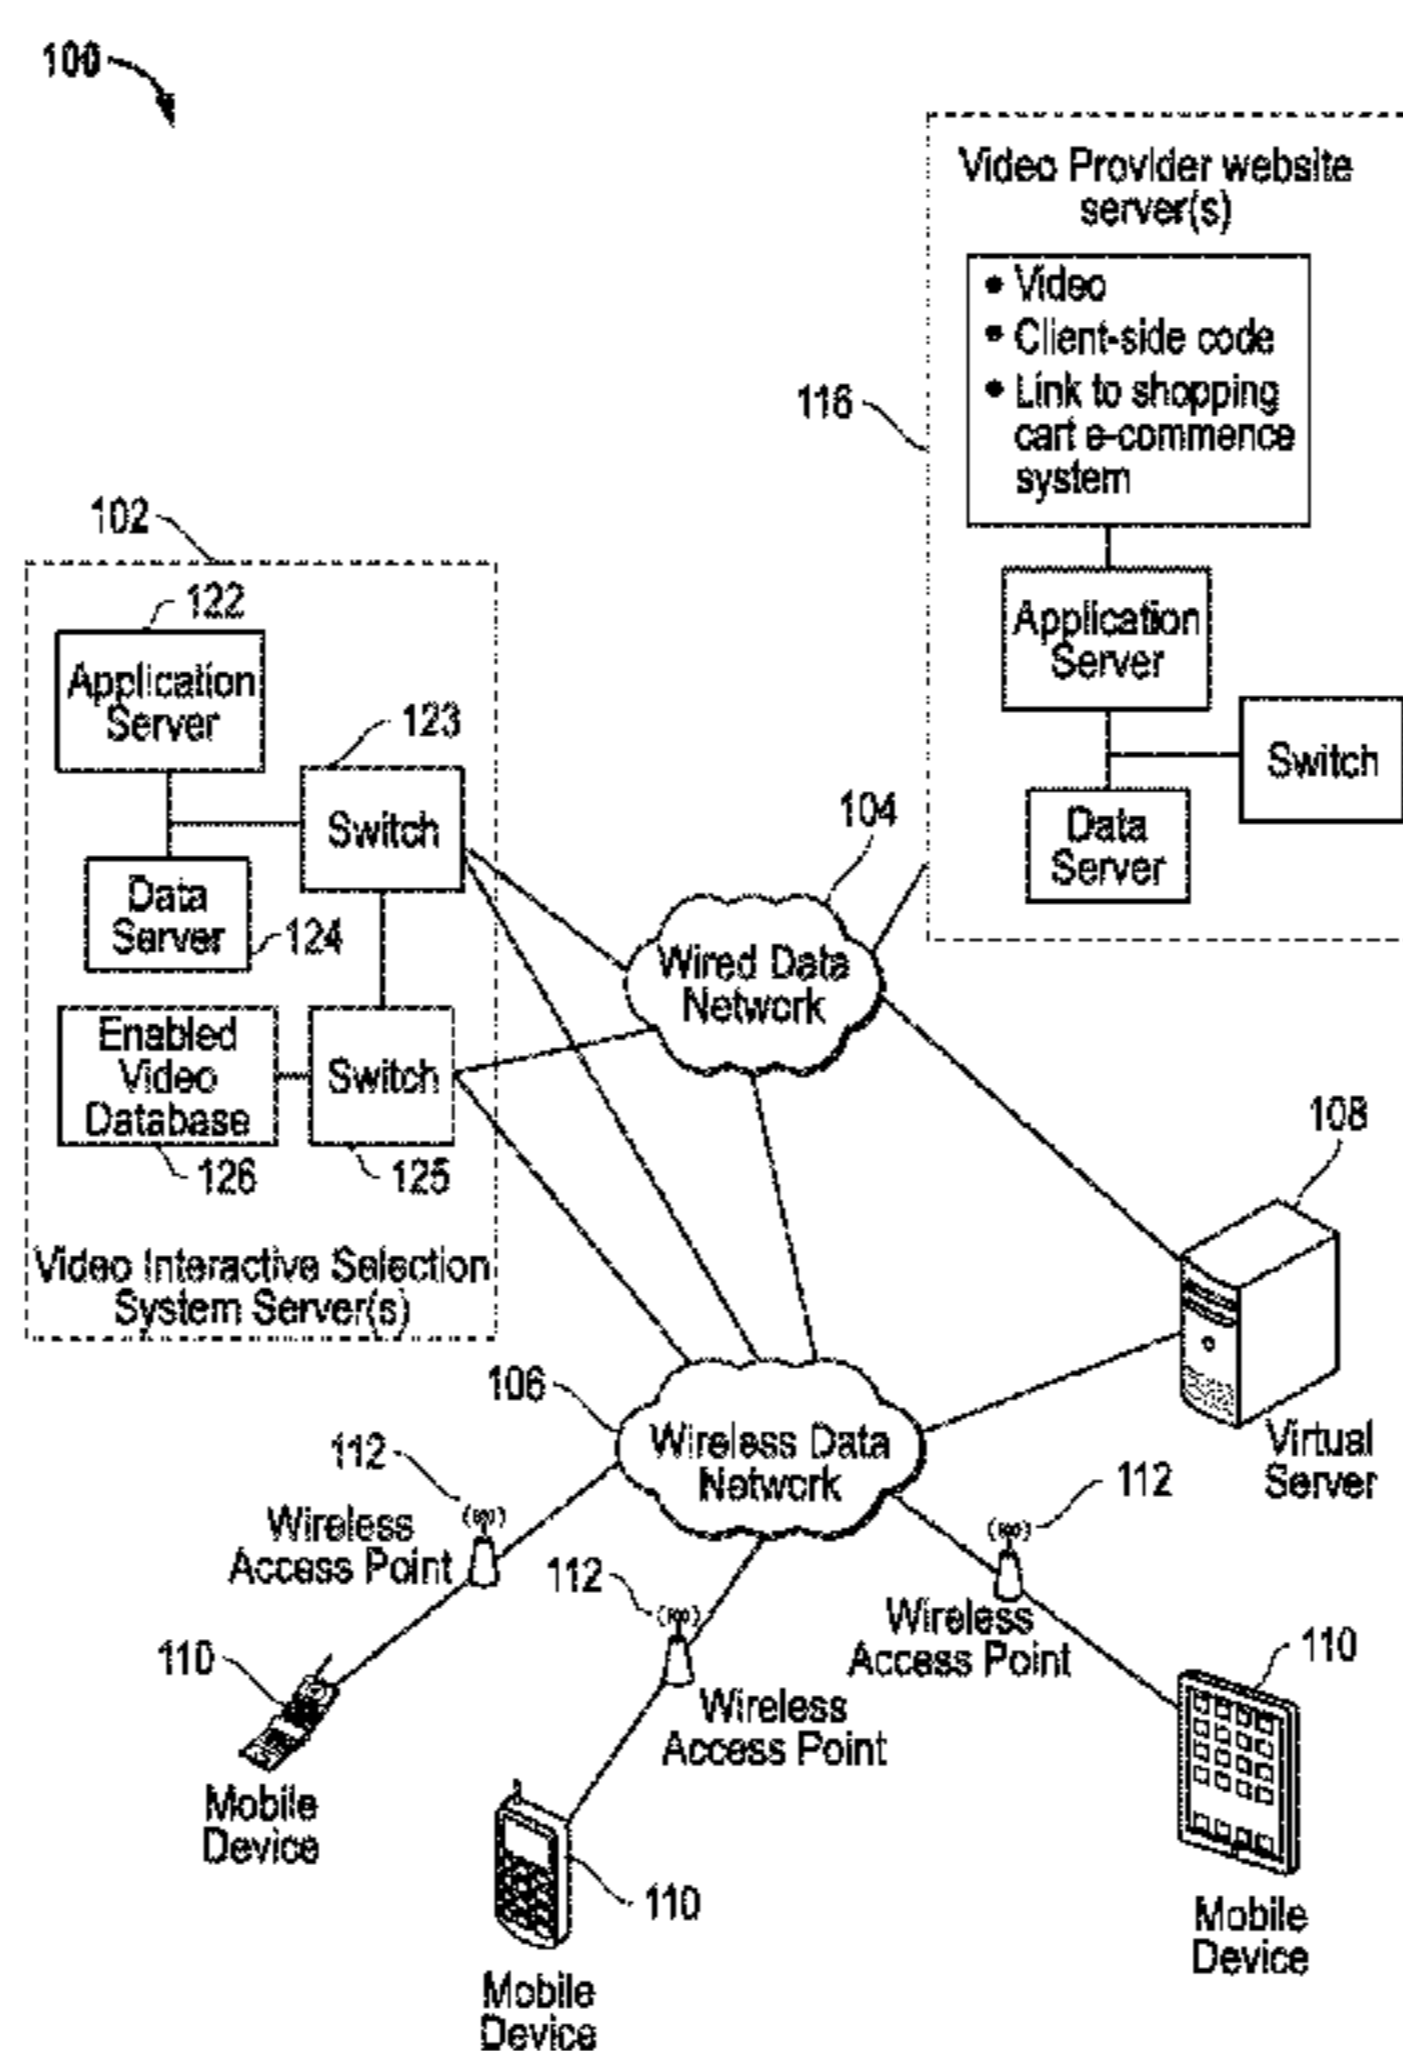 100
Video Provider website
server(s)
• Video
• Client-side code
• Link to shopping
cart e-commence
system
116
Application
Server
Switch
Data
Server
102
122
Application
Server
123
Switch
Data
Server
124
Enabled
Video
Database
126
Switch
125
Video Interactive Selection
System Server(s)
104
Wired Data
Network
108
Virtual
Server
106
Wireless Data
Network
112
Wireless
Access Point
112
Wireless
Access Point
112
Wireless
Access Point
110
Mobile
Device
110
Mobile
Device
110
Mobile
Device